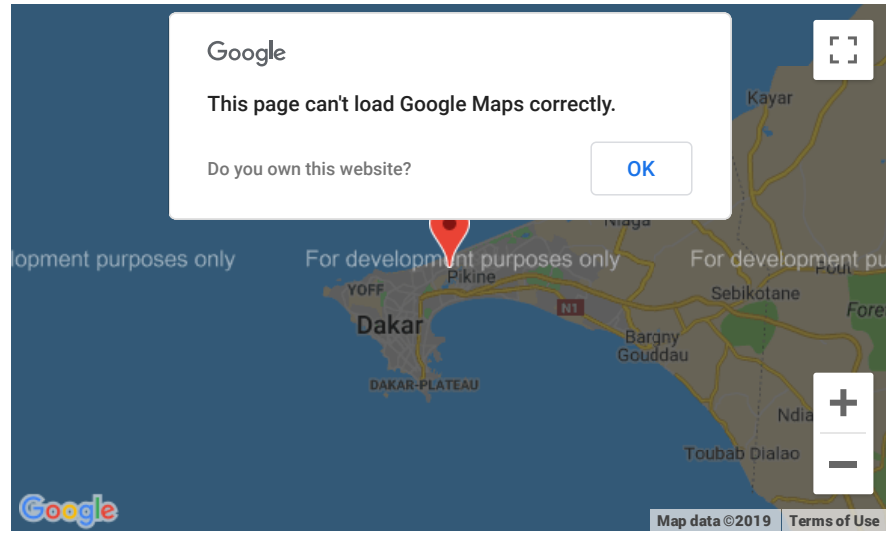 Google
This page can't load Google Maps correctly.
Do you own this website?
OK
Kayar
Niaga
lopment purposes only
For development purposes only
For development pu
Pout
Pikine
YOFF
Sebikotane
N1
Fore
Dakar
Bargny
Gouddau
DAKAR-PLATEAU
Ndia
Toubab Dialao
Google
Map data ©2019
Terms of Use